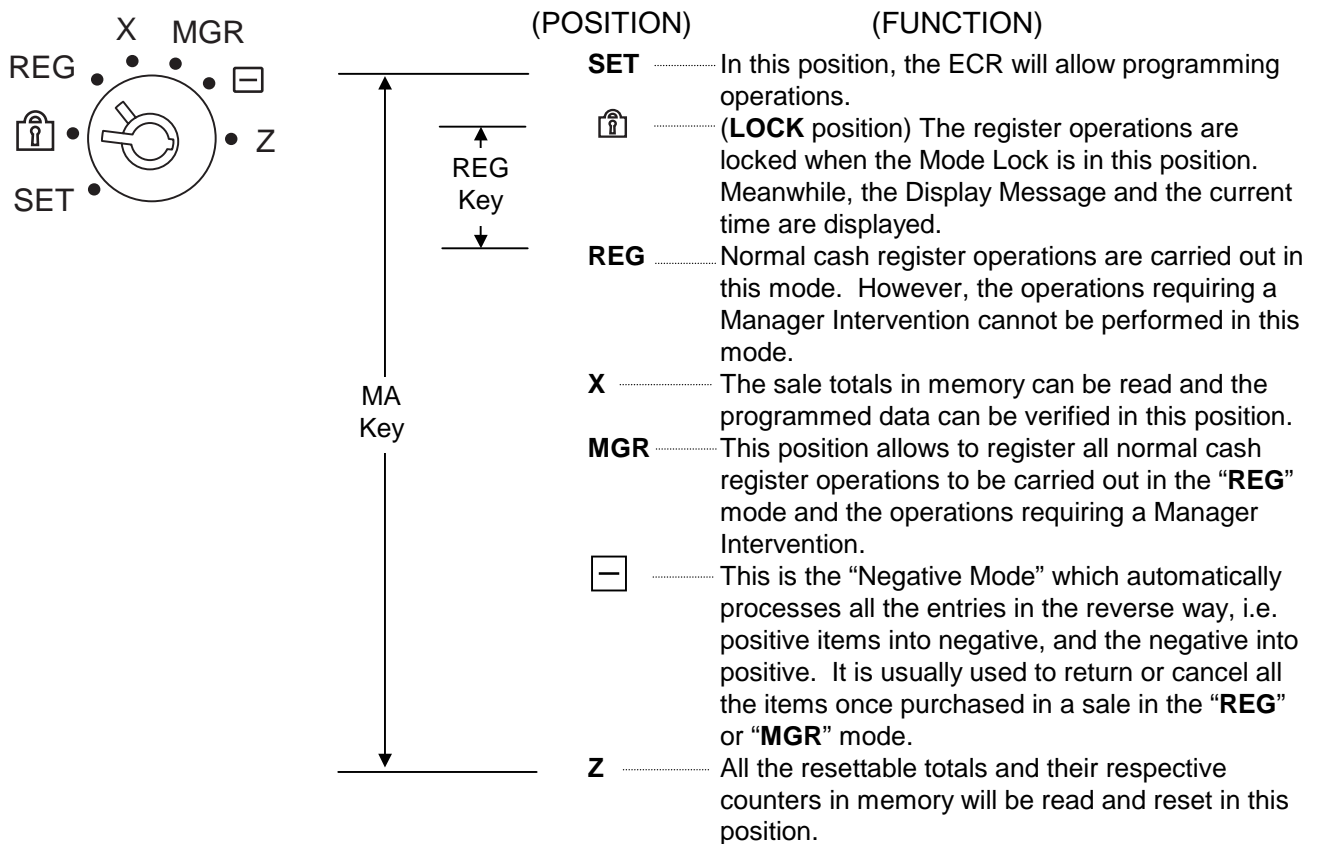 X MGR
REG
Z
SET
MA
Key
REG
Key
(POSITION) (FUNCTION)
SET In this position, the ECR will allow programming
operations.
(LOCK position) The register operations are
locked when the Mode Lock is in this position.
Meanwhile, the Display Message and the current
time are displayed.
REG Normal cash register operations are carried out in
this mode. However, the operations requiring a
Manager Intervention cannot be performed in this
mode.
X The sale totals in memory can be read and the
programmed data can be verified in this position.
MGR This position allows to register all normal cash
register operations to be carried out in the “REG”
mode and the operations requiring a Manager
Intervention.
This is the “Negative Mode” which automatically
processes all the entries in the reverse way, i.e.
positive items into negative, and the negative into
positive. It is usually used to return or cancel all
the items once purchased in a sale in the “REG”
or “MGR” mode.
Z All the resettable totals and their respective
counters in memory will be read and reset in this
position.